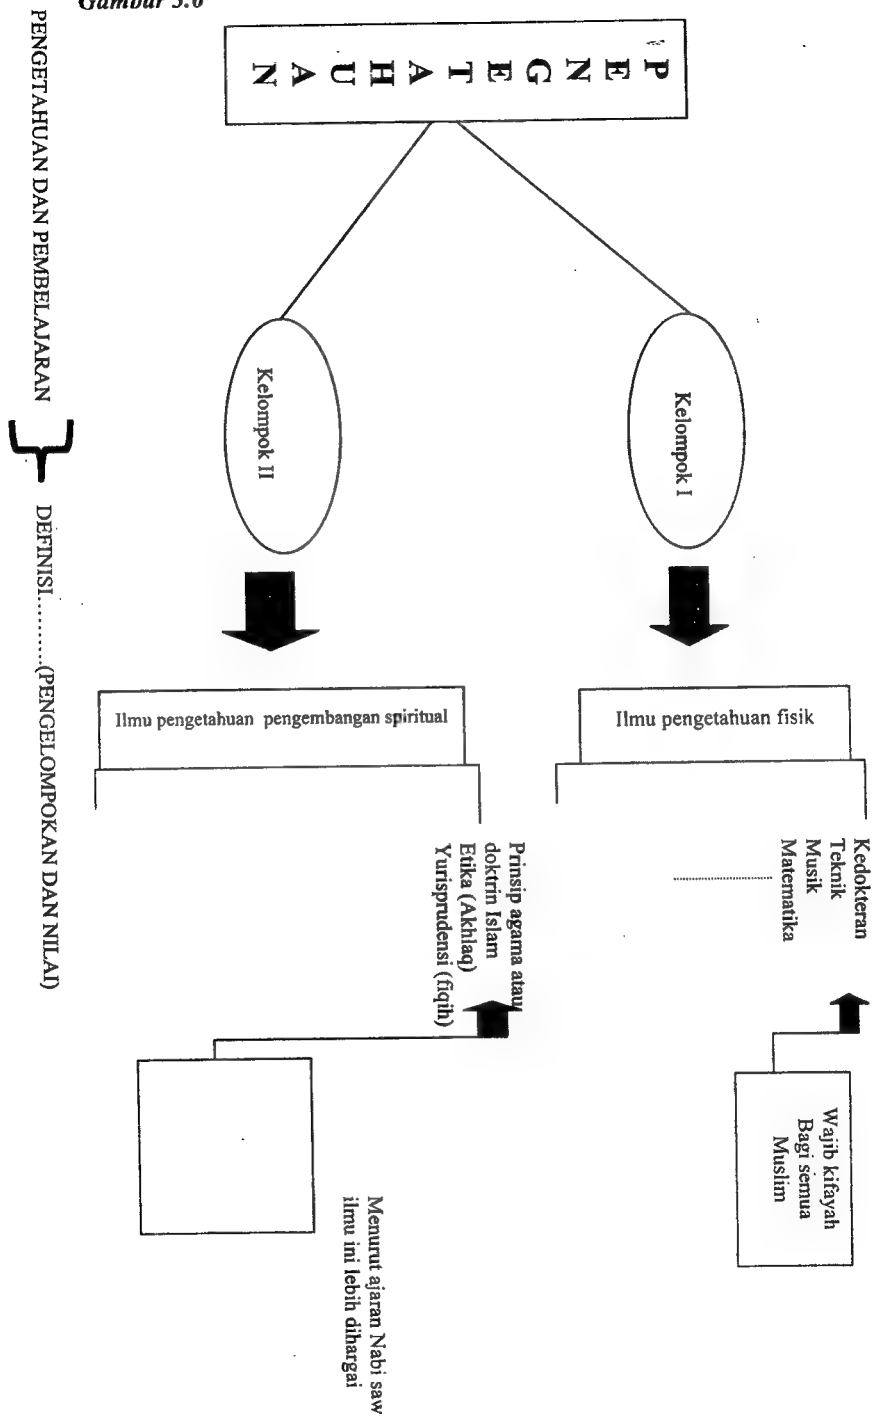 Gambar
PENGETAHUAN DAN PEMBELAJARAN
DEFINISI...........(PENGELOMPOKAN DAN NILAI)
PENGETAHUAN
Kelompok I
Ilmu pengetahuan fisik
Kedokteran
Teknik
Musik
Matematika
Wajib kifayah
Bagi semua
Muslim
Kelompok II
Ilmu pengetahuan pengembangan spiritual
Prinsip agama atau
doktrin Islam
Etika (Akhlaq)
Yurisprudensi (fiqih)
Menurut ajaran Nabi saw
ilmu ini lebih dihargai